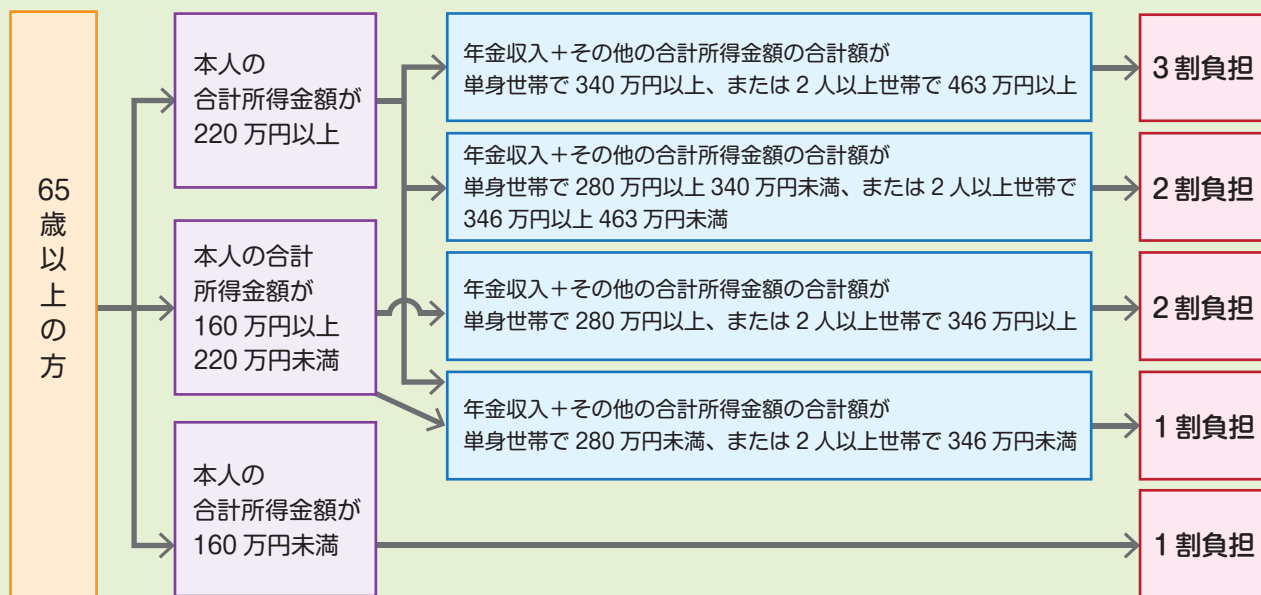 65歳以上の方
本人の
合計所得金額が
220 万円以上
年金収入＋その他の合計所得金額の合計額が
単身世帯で 340 万円以上、または 2 人以上世帯で 463 万円以上
3 割負担
年金収入＋その他の合計所得金額の合計額が
単身世帯で 280 万円以上 340 万円未満、または 2 人以上世帯で
346 万円以上 463 万円未満
2 割負担
本人の合計
所得金額が
160 万円以上
220 万円未満
年金収入＋その他の合計所得金額の合計額が
単身世帯で 280 万円以上、または 2 人以上世帯で 346 万円以上
2 割負担
年金収入＋その他の合計所得金額の合計額が
単身世帯で 280 万円未満、または 2 人以上世帯で 346 万円未満
1 割負担
本人の
合計所得金額が
160 万円未満
1 割負担